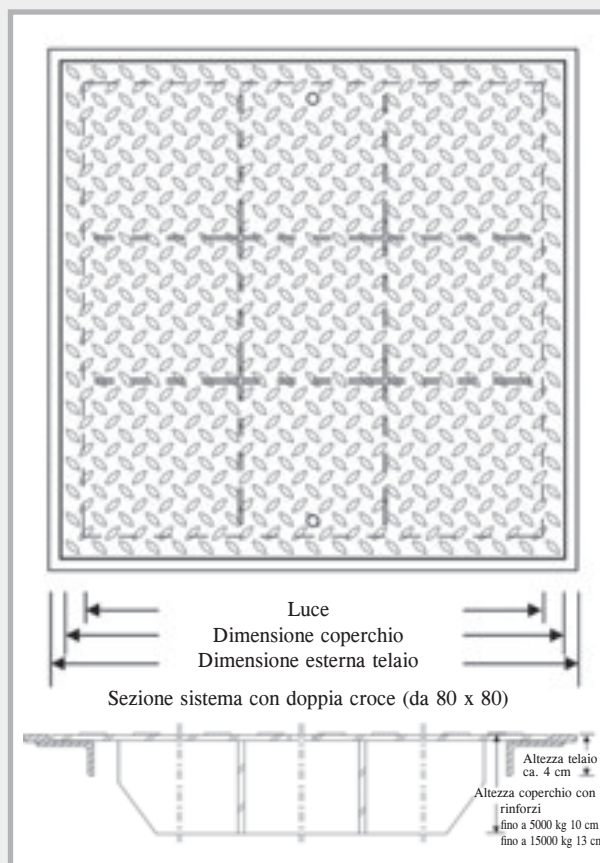 Luce
Dimensione coperchio
Dimensione esterna telaio
Sezione sistema con doppia croce (da 80 x 80)
Altezza telaio
ca. 4 cm
Altezza coperchio con
rinforzi
fino a 5000 kg 10 cm
fino a 15000 kg 13 cm